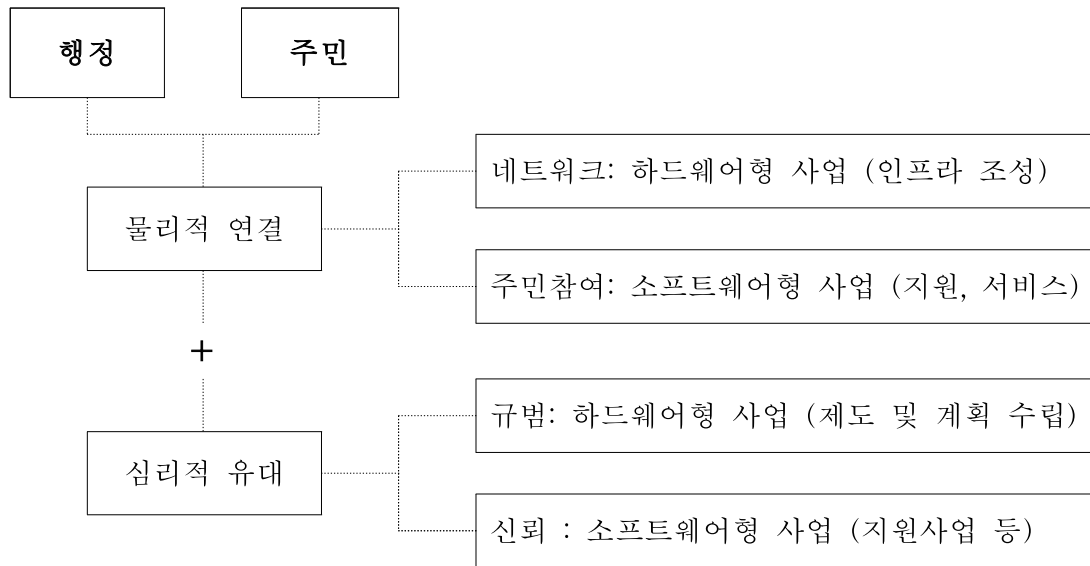 행정
주민
네트워크: 하드웨어형 사업 (인프라 조성)
물리적 연결
주민참여: 소프트웨어형 사업 (지원, 서비스)
+
규범: 하드웨어형 사업 (제도 및 계획 수립)
심리적 유대
신뢰 : 소프트웨어형 사업 (지원사업 등)